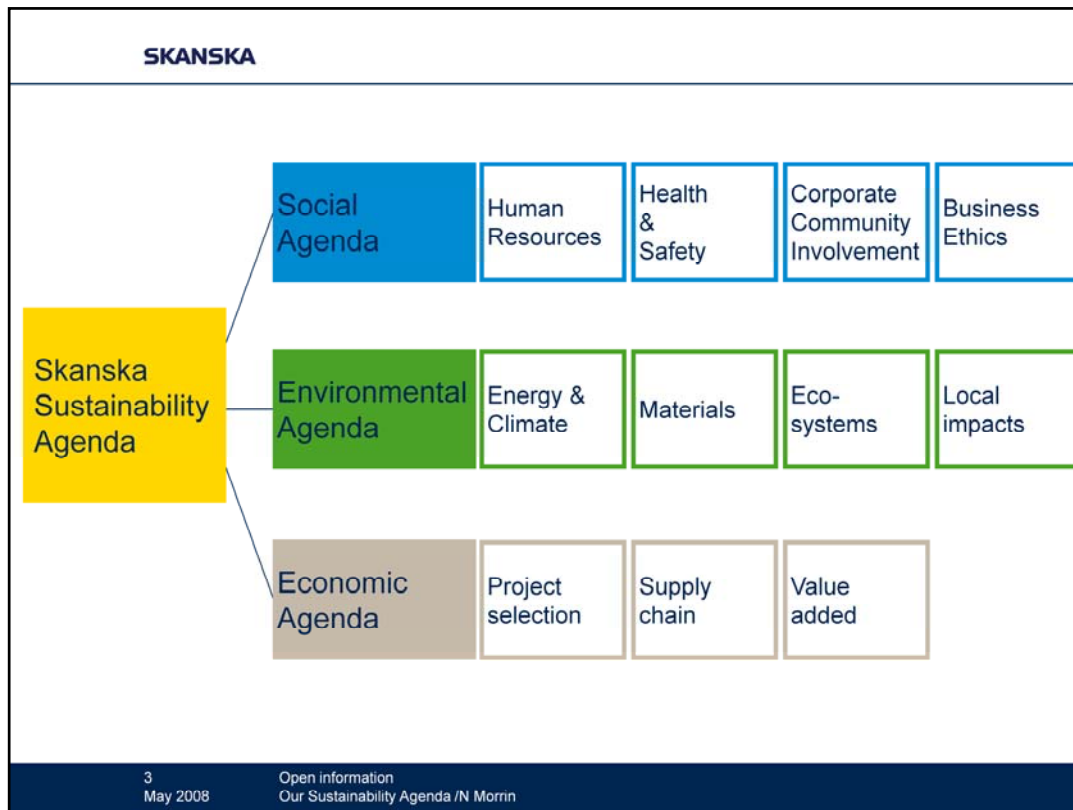 SKANSKA
Skanska
Sustainability
Agenda
Social
Agenda
Human
Resources
Health
&
Safety
Corporate
Community
Involvement
Business
Ethics
Environmental
Agenda
Energy &
Climate
Materials
Eco-
systems
Local
impacts
Economic
Agenda
Project
selection
Supply
chain
Value
added
3
May 2008
Open information
Our Sustainability Agenda /N Morrin